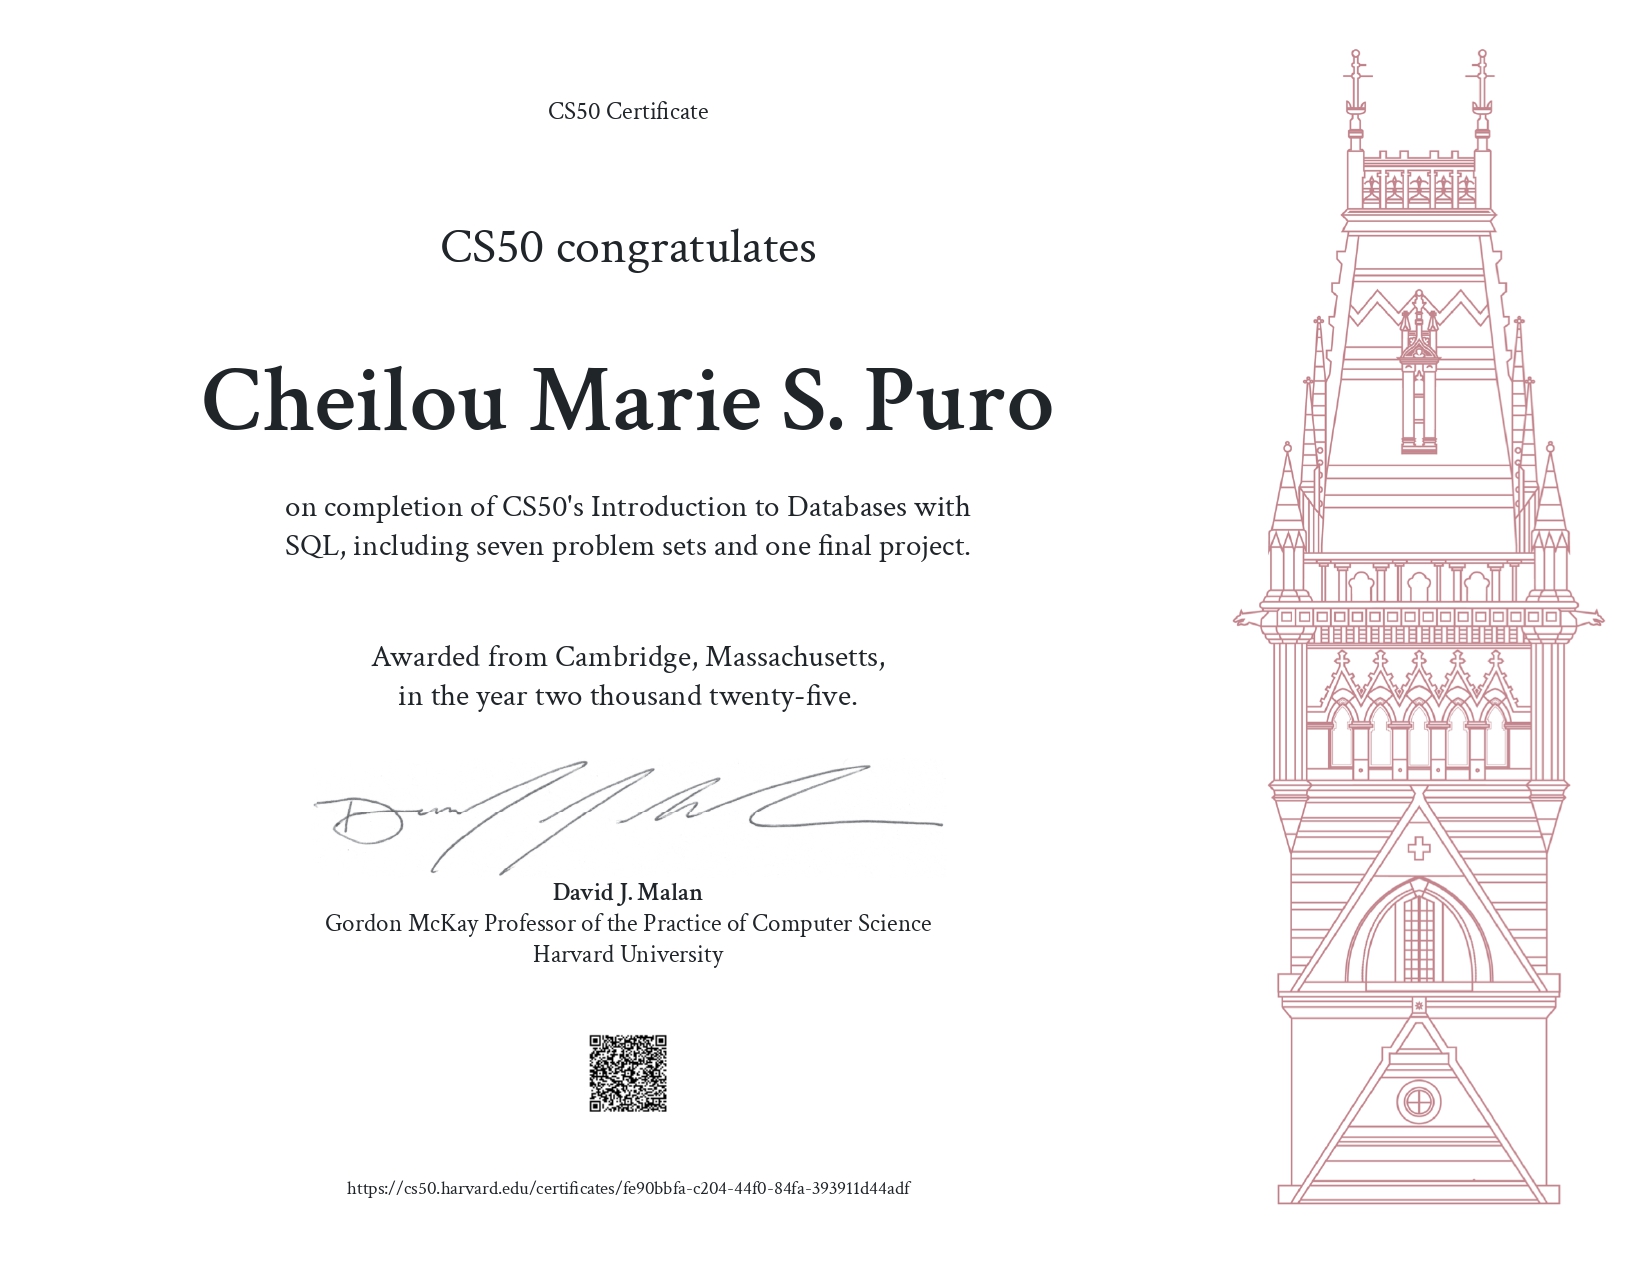 CS50 Certificate
CS50 congratulates
Cheilou Marie S. Puro
on completion of CS50's Introduction to Databases with
SQL, including seven problem sets and one final project.
Awarded from Cambridge, Massachusetts,
in the year two thousand twenty-five.
David J. Malan
Gordon McKay Professor of the Practice of Computer Science
Harvard University
https://cs50.harvard.edu/certificates/fe90bbfa-c204-44f0-84fa-393911d44adf